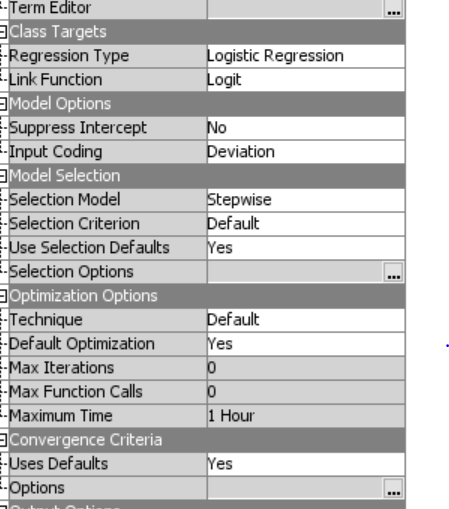 Term Editor ...
Class Targets
Regression Type Logistic Regression
Link Function Logit
Model Options
Suppress Intercept No
Input Coding Deviation
Model Selection
Selection Model Stepwise
Selection Criterion Default
Use Selection Defaults Yes
Selection Options ...
Optimization Options
Technique Default
Default Optimization Yes
Max Iterations 0
Max Function Calls 0
Maximum Time 1 Hour
Convergence Criteria
Uses Defaults Yes
Options ...
Output Options